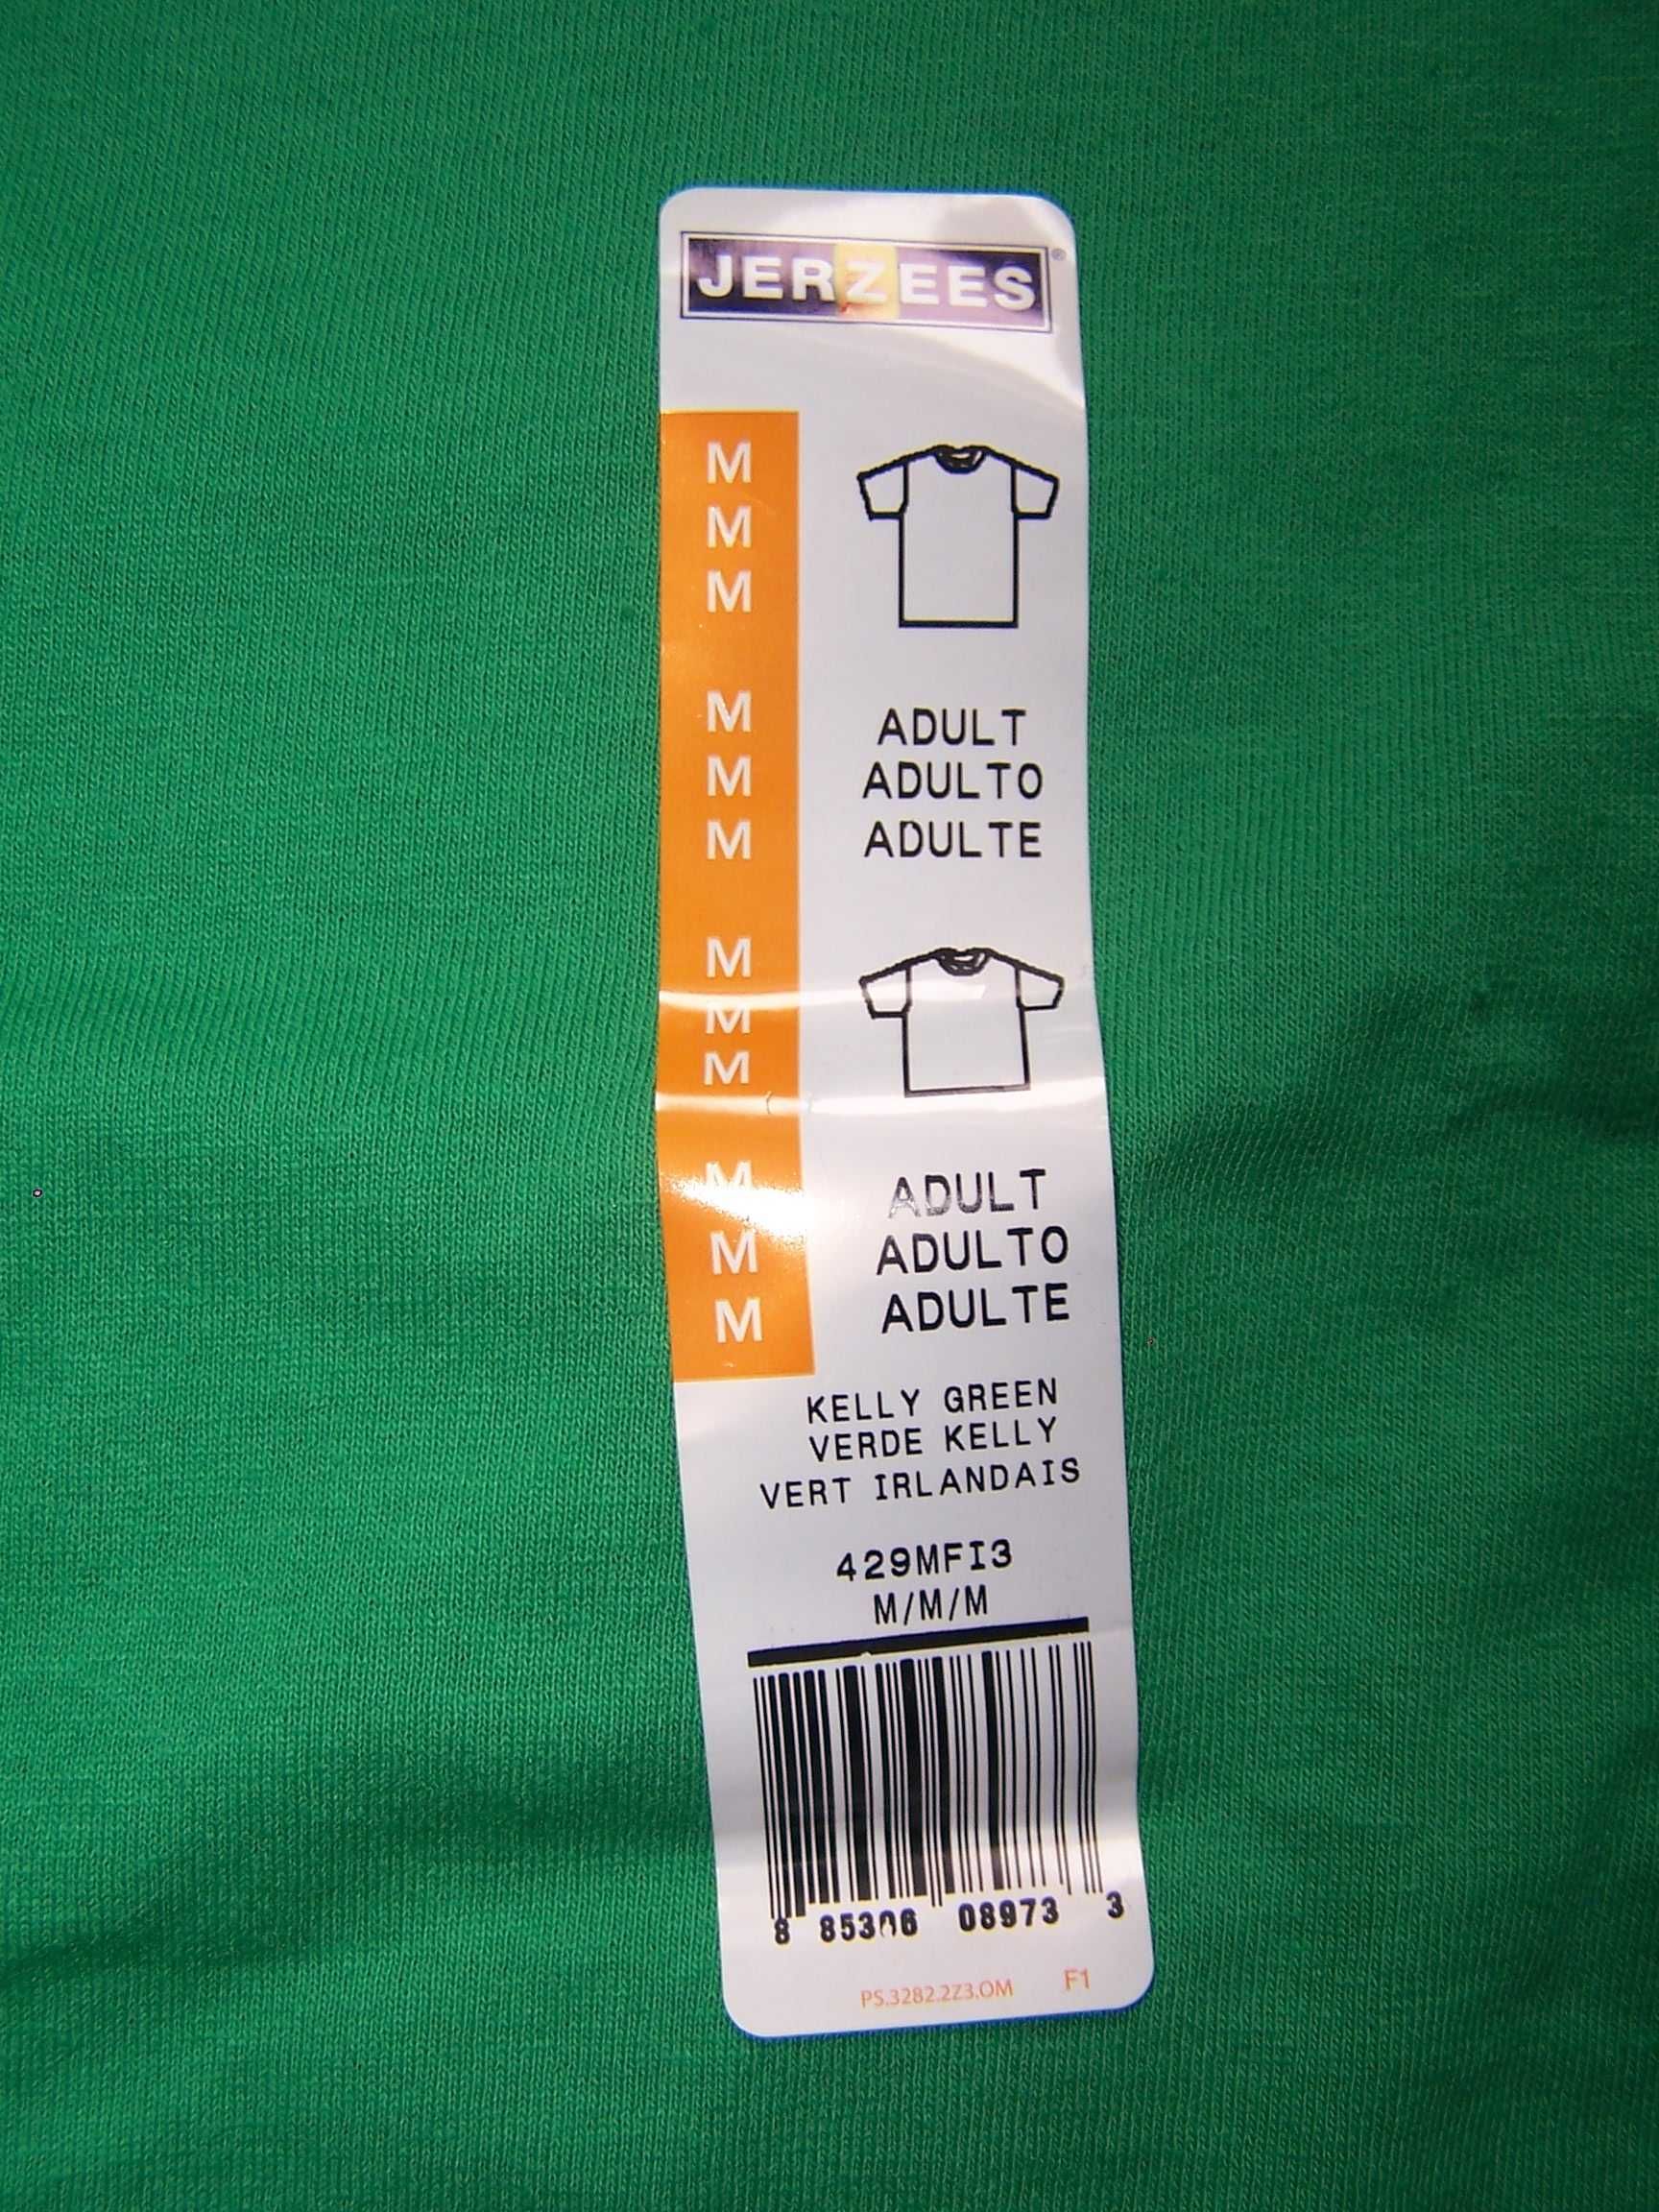 JERZEES®
M
M
M
M
M
M
M
M
M
M
M
M
ADULT
ADULTO
ADULTE
ADULT
ADULTO
ADULTE
KELLY GREEN
VERDE KELLY
VERT IRLANDAIS
429MFI3
M/M/M
8 85306 08973 3
PS.3282.2Z3.OM F1